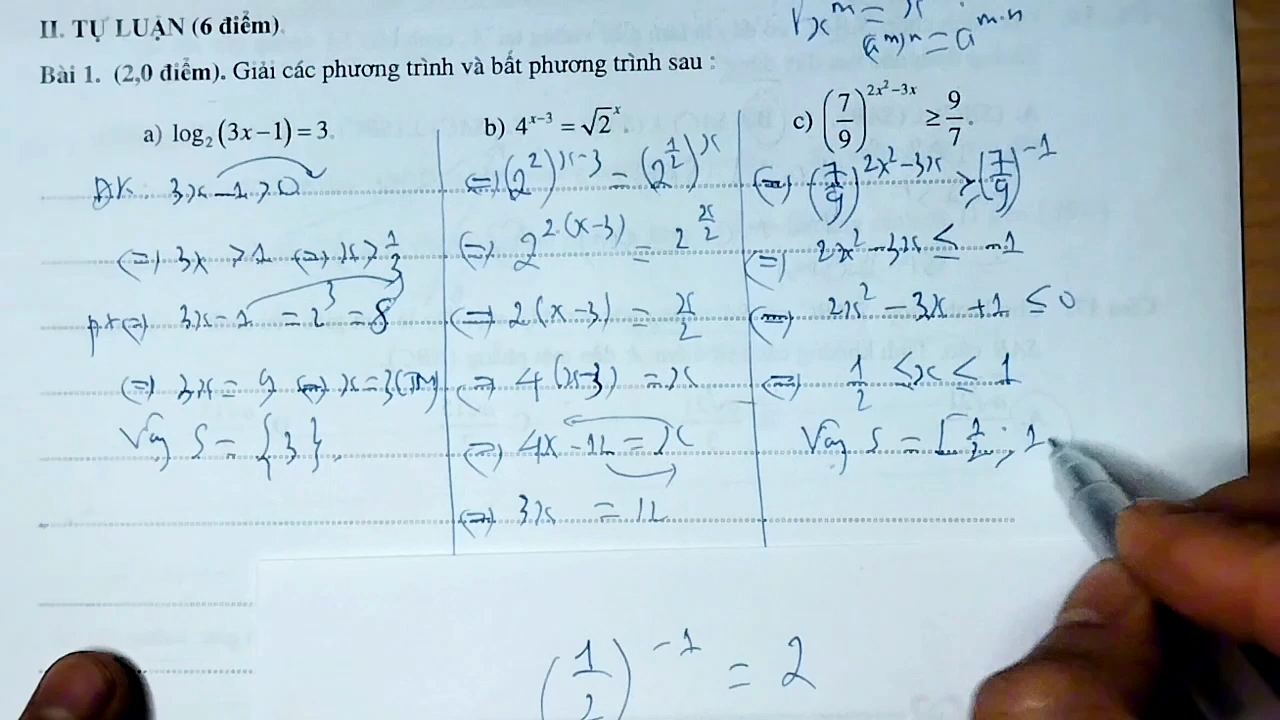 II. TỰ LUẬN (6 điểm).
a^{m)n} = a^{m.n}
Bài 1. (2,0 điểm). Giải các phương trình và bất phương trình sau :
a) log₂(3x−1)=3.
ĐK: 3x − 1 > 0
(=) 3x > 1 (=) x > 1/3
pt (=) 3x − 1 = 2³ = 8
(=) 3x = 9 (=) x = 3 (TM)
Vậy S = {3}.
b) 4^{x−3} = √2^x.
(=) (2²)^{x−3} = (2^{1/2})^x
(=) 2^{2.(x−3)} = 2^{x/2}
(=) 2(x−3) = x/2
(=) 4(x−3) = x
(=) 4x − 12 = x
(=) 3x = 12
c) (7/9)^{2x²−3x} ≥ 9/7.
(=) (7/9)^{2x²−3x} ≥ (7/9)^{−1}
(=) 2x² − 3x ≤ −1
(=) 2x² − 3x + 1 ≤ 0
(=) 1/2 ≤ x ≤ 1
Vậy S = [1/2 ; 1
(1/2)^{−1} = 2